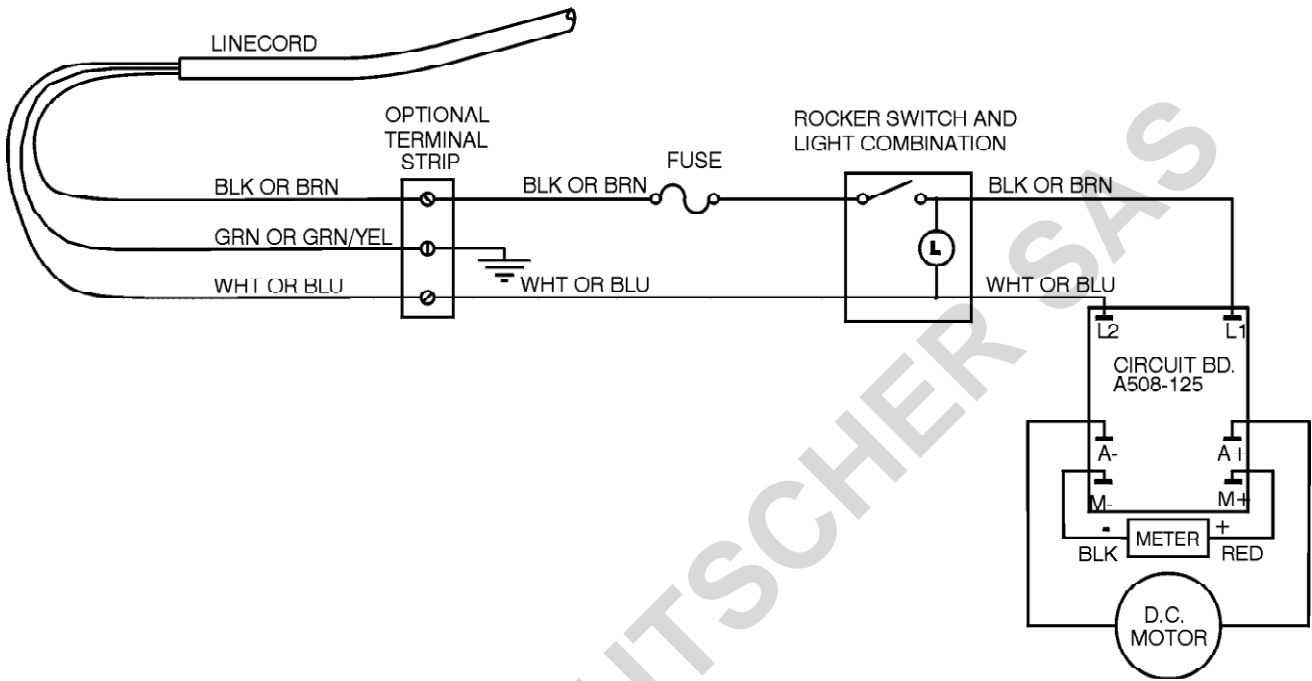 LINECORD
OPTIONAL
TERMINAL
STRIP
ROCKER SWITCH AND
LIGHT COMBINATION
FUSE
BLK OR BRN
BLK OR BRN
BLK OR BRN
GRN OR GRN/YEL
L
WHT OR BLU
WHT OR BLU
WHT OR BLU
L2
L1
CIRCUIT BD.
A508-125
A-
A+
M-
M+
- METER +
BLK
RED
D.C.
MOTOR
UTSCHER SAS